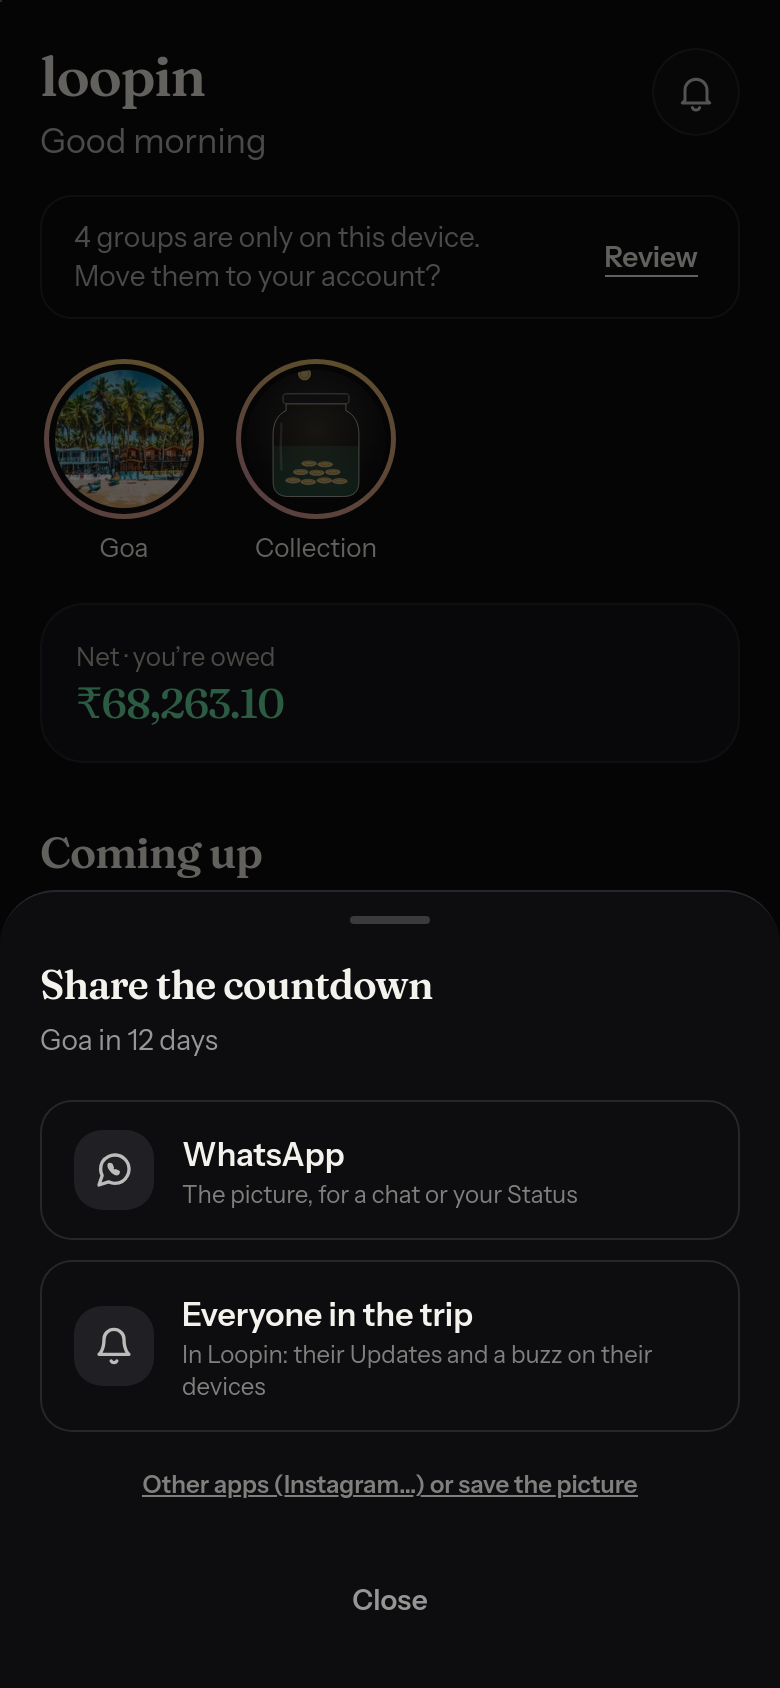 loopin
Good morning
4 groups are only on this device.
Move them to your account?
Review
Goa
Collection
Net · you’re owed
₹68,263.10
Coming up
Share the countdown
Goa in 12 days
WhatsApp
The picture, for a chat or your Status
Everyone in the trip
In Loopin: their Updates and a buzz on their
devices
Other apps (Instagram...) or save the picture
Close